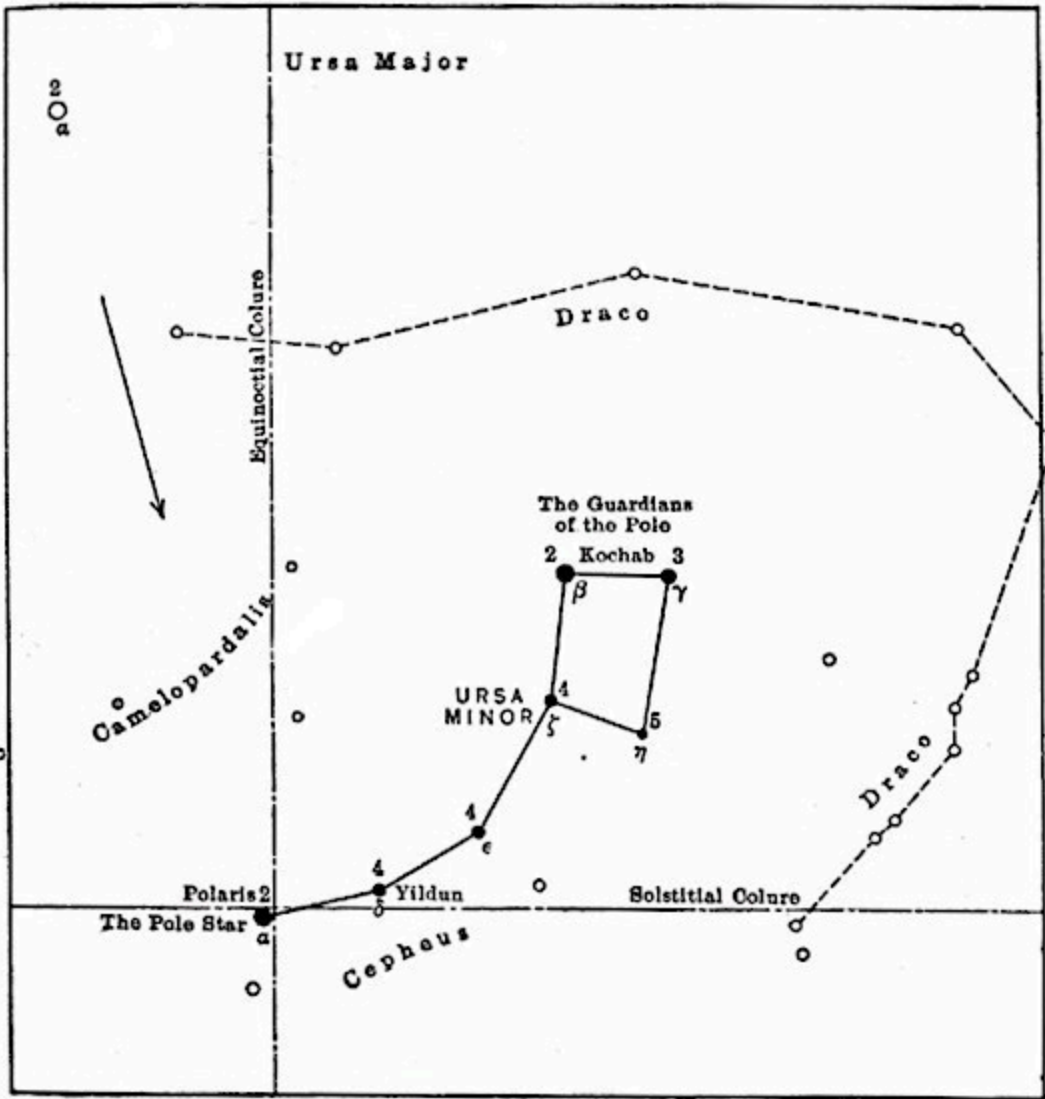 Ursa Major
2
a
Equinoctial Colure
Draco
The Guardians
of the Pole
2 Kochab 3
β γ
Camelopardalis
URSA 4
MINOR ζ
5
η
Draco
4
ϵ
4
Polaris 2 Yildun Solstitial Colure
δ
The Pole Star
a
Cepheus